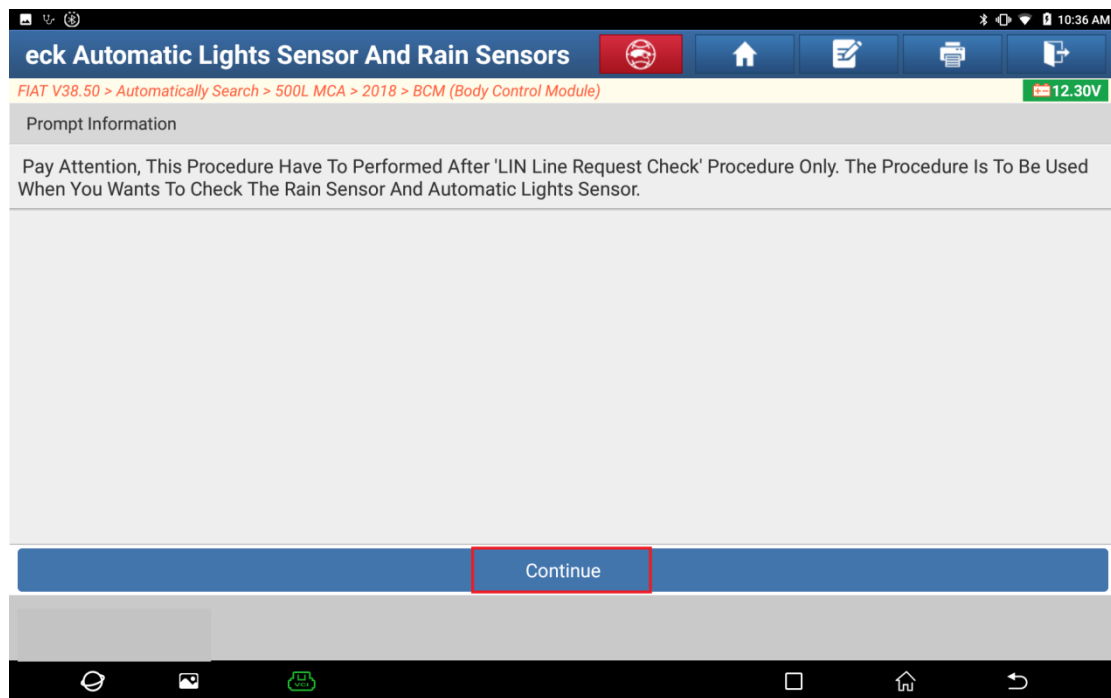 10:36 AM
eck Automatic Lights Sensor And Rain Sensors
FIAT V38.50 > Automatically Search > 500L MCA > 2018 > BCM (Body Control Module)
12.30V
Prompt Information
Pay Attention, This Procedure Have To Performed After 'LIN Line Request Check' Procedure Only. The Procedure Is To Be Used
When You Wants To Check The Rain Sensor And Automatic Lights Sensor.
Continue
VCI